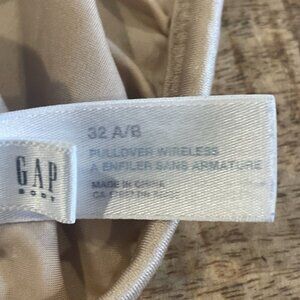 32 A/B
PULLOVER WIRELESS
A ENFILER SANS ARMATURE
MADE IN CHINA
GAP
BODY